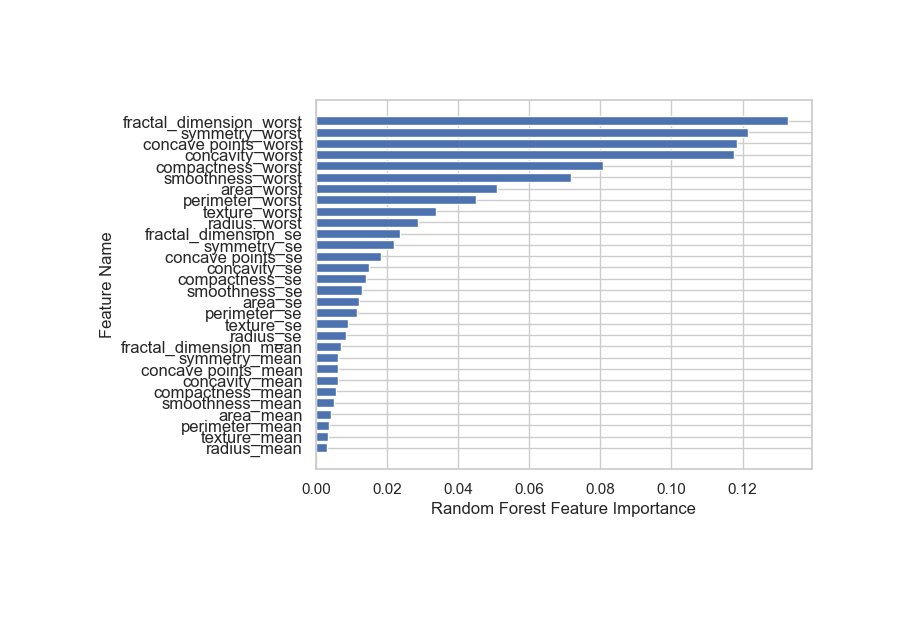 fractal_dimension_worst
symmetry_worst
concave points_worst
concavity_worst
compactness_worst
smoothness_worst
area_worst
perimeter_worst
texture_worst
radius_worst
fractal_dimension_se
symmetry_se
concave points_se
concavity_se
compactness_se
smoothness_se
area_se
perimeter_se
texture_se
radius_se
fractal_dimension_mean
symmetry_mean
concave points_mean
concavity_mean
compactness_mean
smoothness_mean
area_mean
perimeter_mean
texture_mean
radius_mean
Feature Name
0.00 0.02 0.04 0.06 0.08 0.10 0.12
Random Forest Feature Importance